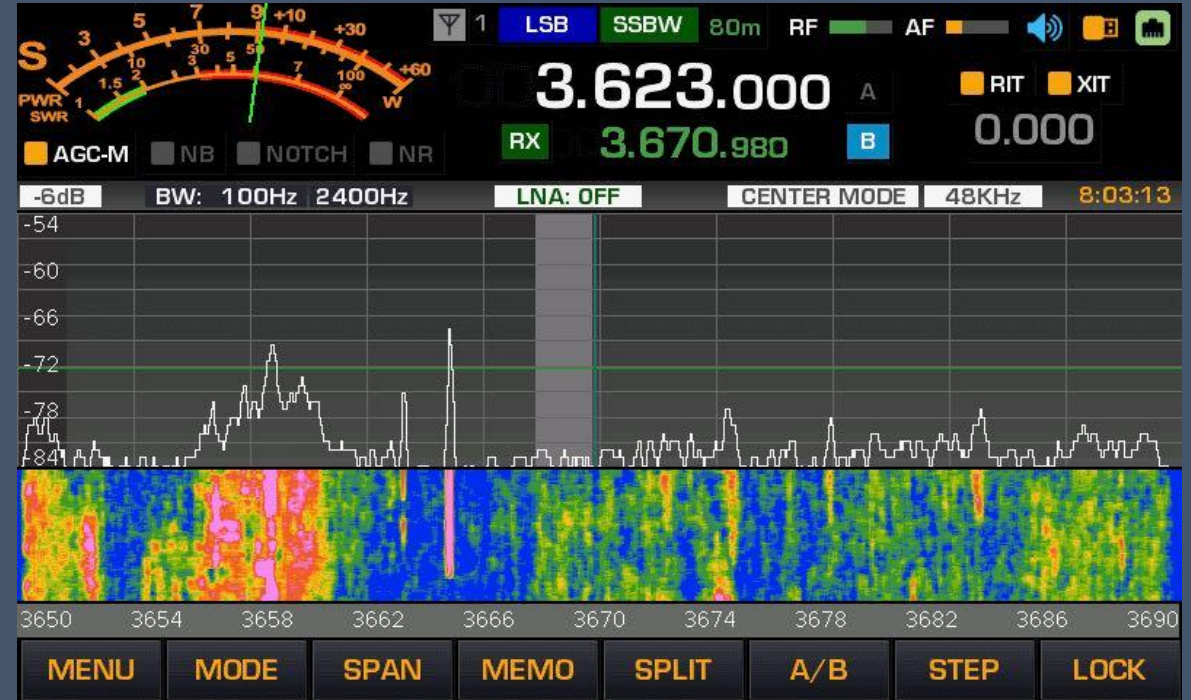 1 LSB SSBW 80m RF AF
S 3 5 7 9 +10 +30 +60
10 30 50 100 W
PWR
SWR 1 1.5 2 3 5 7 ∞
3.623.000 A RIT XIT
RX 3.670.980 B 0.000
AGC-M NB NOTCH NR
-6dB BW: 100Hz 2400Hz LNA: OFF CENTER MODE 48KHz 8:03:13
-54
-60
-66
-72
-78
-84
3650 3654 3658 3662 3666 3670 3674 3678 3682 3686 3690
MENU MODE SPAN MEMO SPLIT A/B STEP LOCK